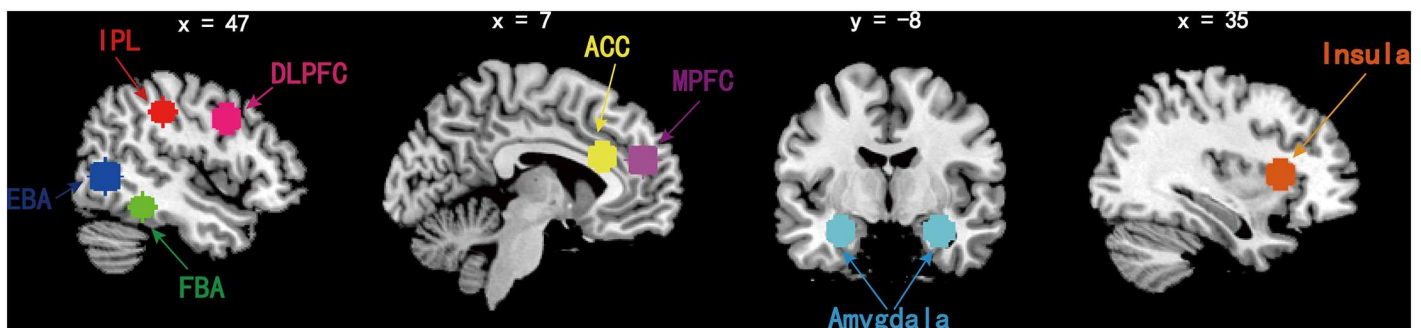 x = 47
x = 7
y = -8
x = 35
IPL
DLPFC
ACC
MPFC
Insula
EBA
FBA
Amygdala